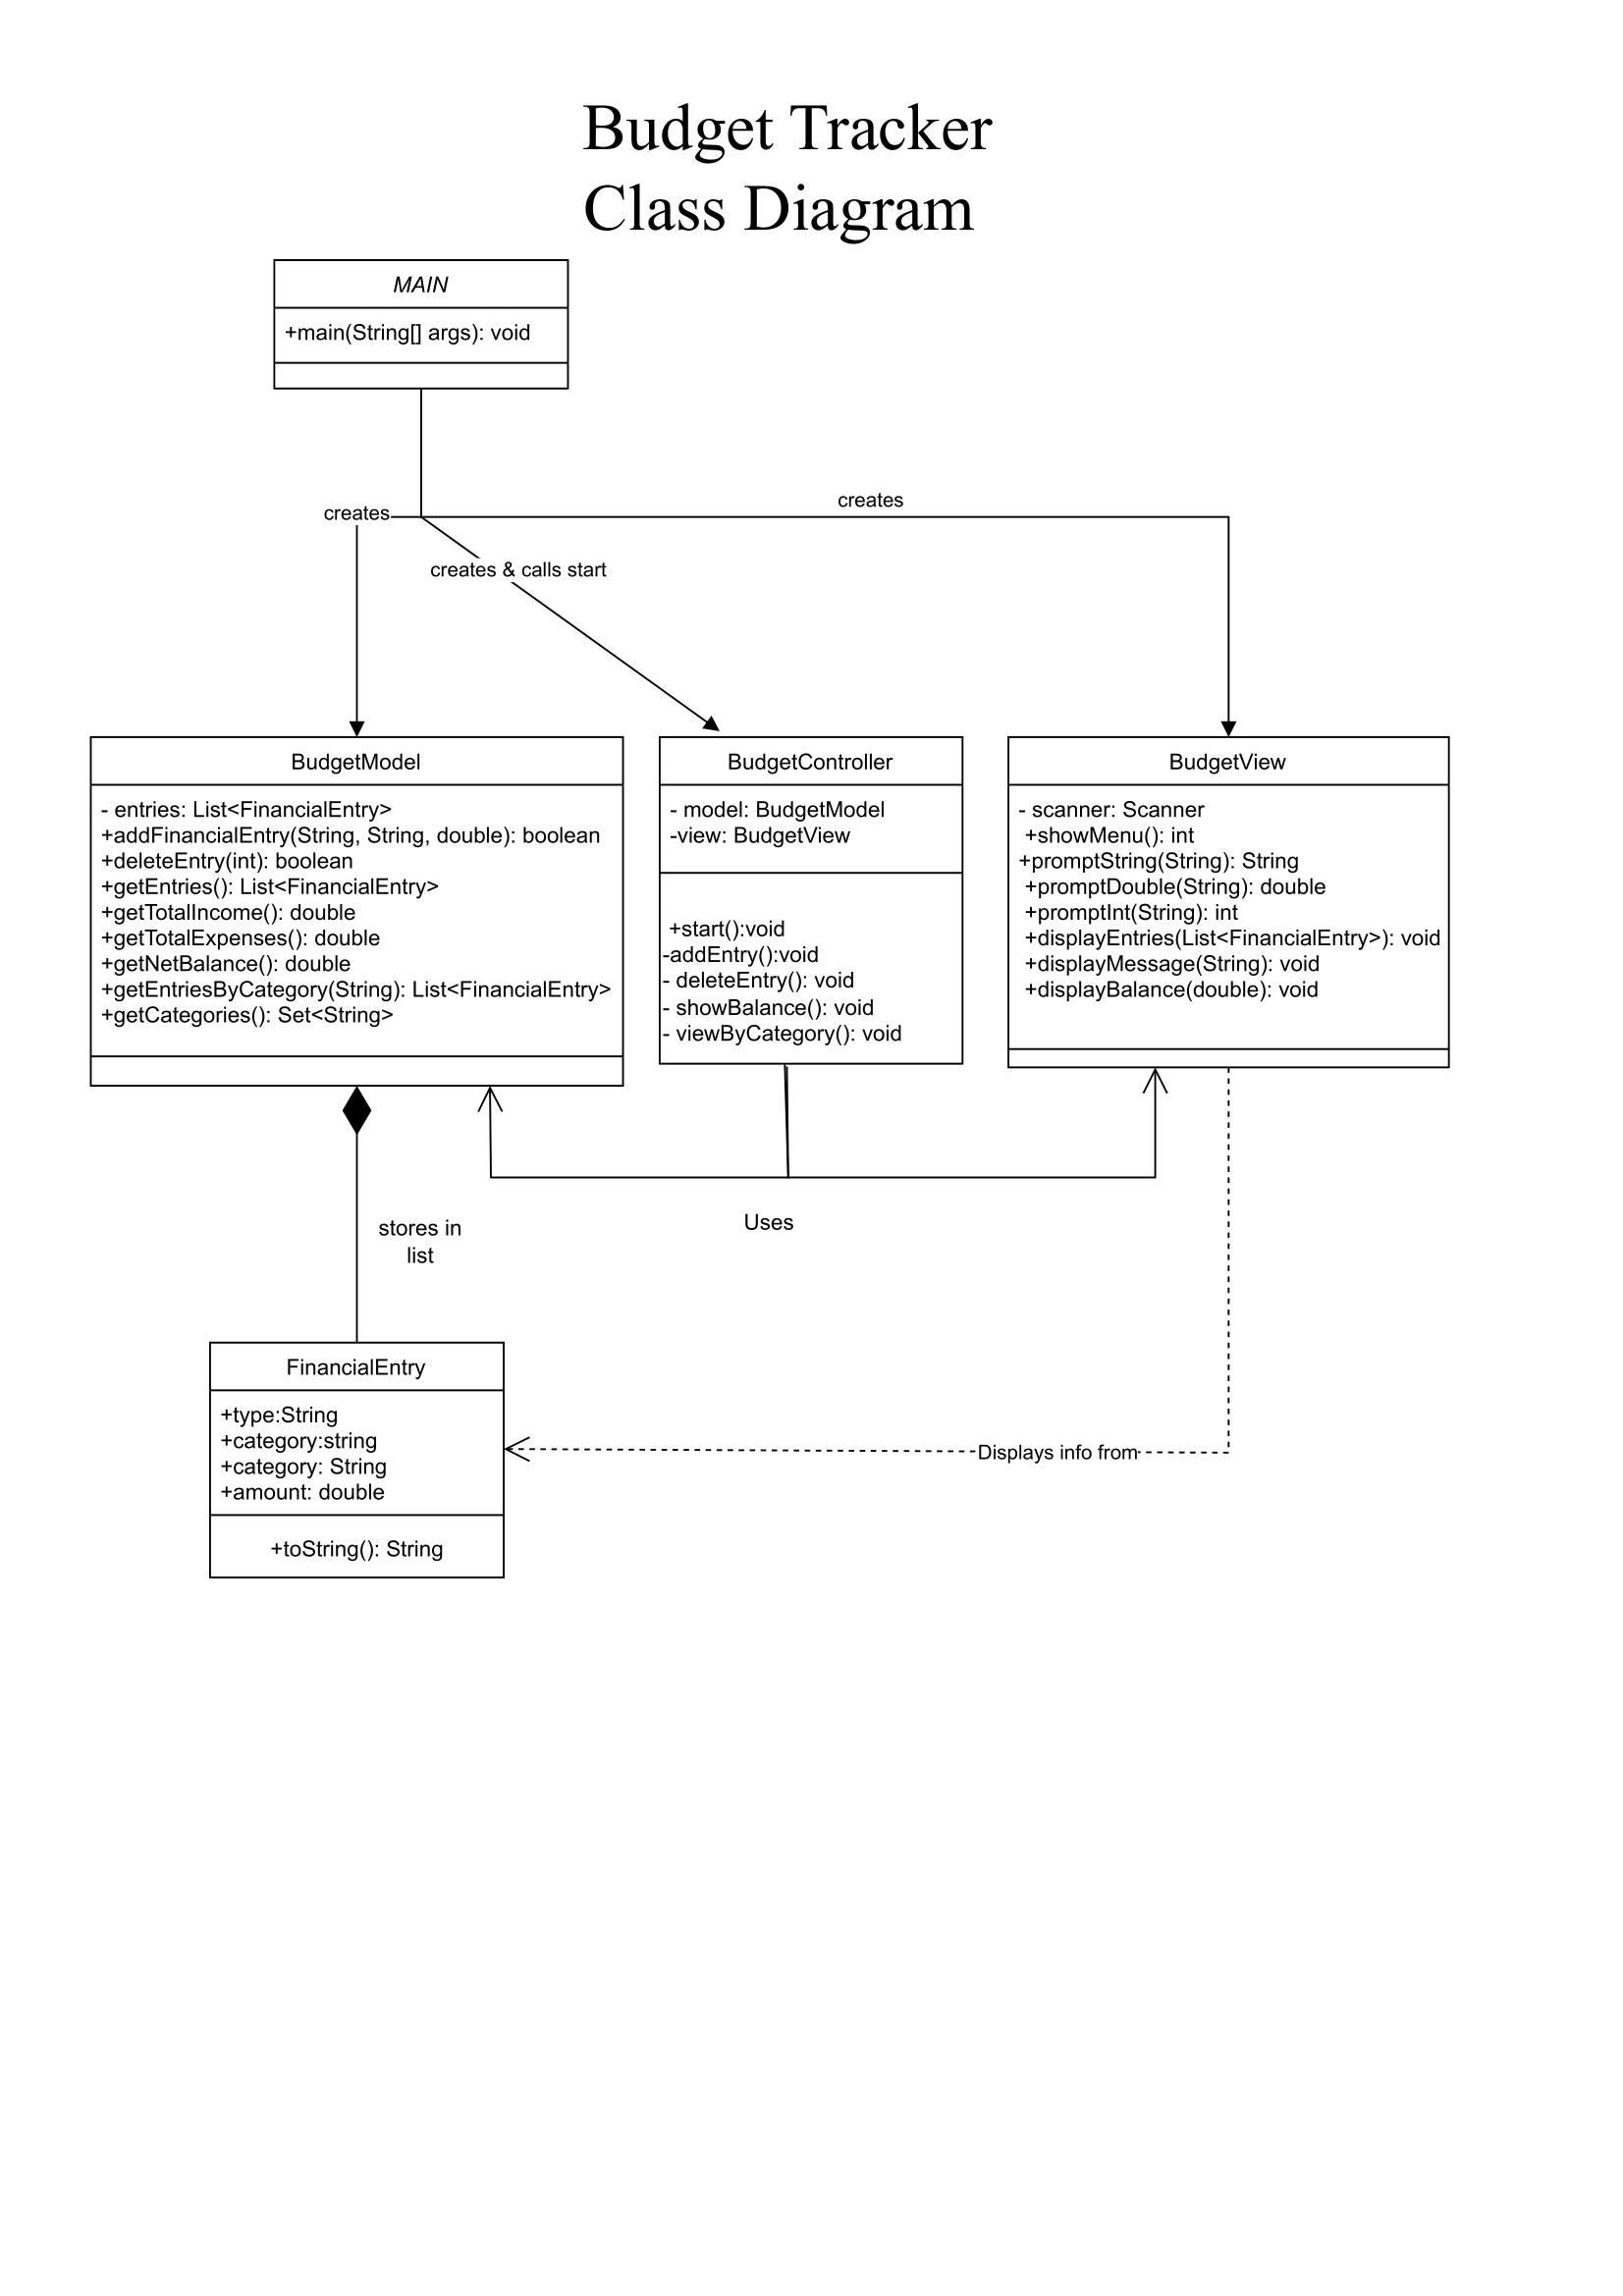 Budget Tracker
Class Diagram
MAIN
+main(String[] args): void
creates
creates
creates & calls start
BudgetModel
- entries: List<FinancialEntry>
+addFinancialEntry(String, String, double): boolean
+deleteEntry(int): boolean
+getEntries(): List<FinancialEntry>
+getTotalIncome(): double
+getTotalExpenses(): double
+getNetBalance(): double
+getEntriesByCategory(String): List<FinancialEntry>
+getCategories(): Set<String>
BudgetController
- model: BudgetModel
-view: BudgetView
+start():void
-addEntry():void
- deleteEntry(): void
- showBalance(): void
- viewByCategory(): void
BudgetView
- scanner: Scanner
+showMenu(): int
+promptString(String): String
+promptDouble(String): double
+promptInt(String): int
+displayEntries(List<FinancialEntry>): void
+displayMessage(String): void
+displayBalance(double): void
stores in
list
Uses
FinancialEntry
+type:String
+category:string
+category: String
+amount: double
+toString(): String
Displays info from